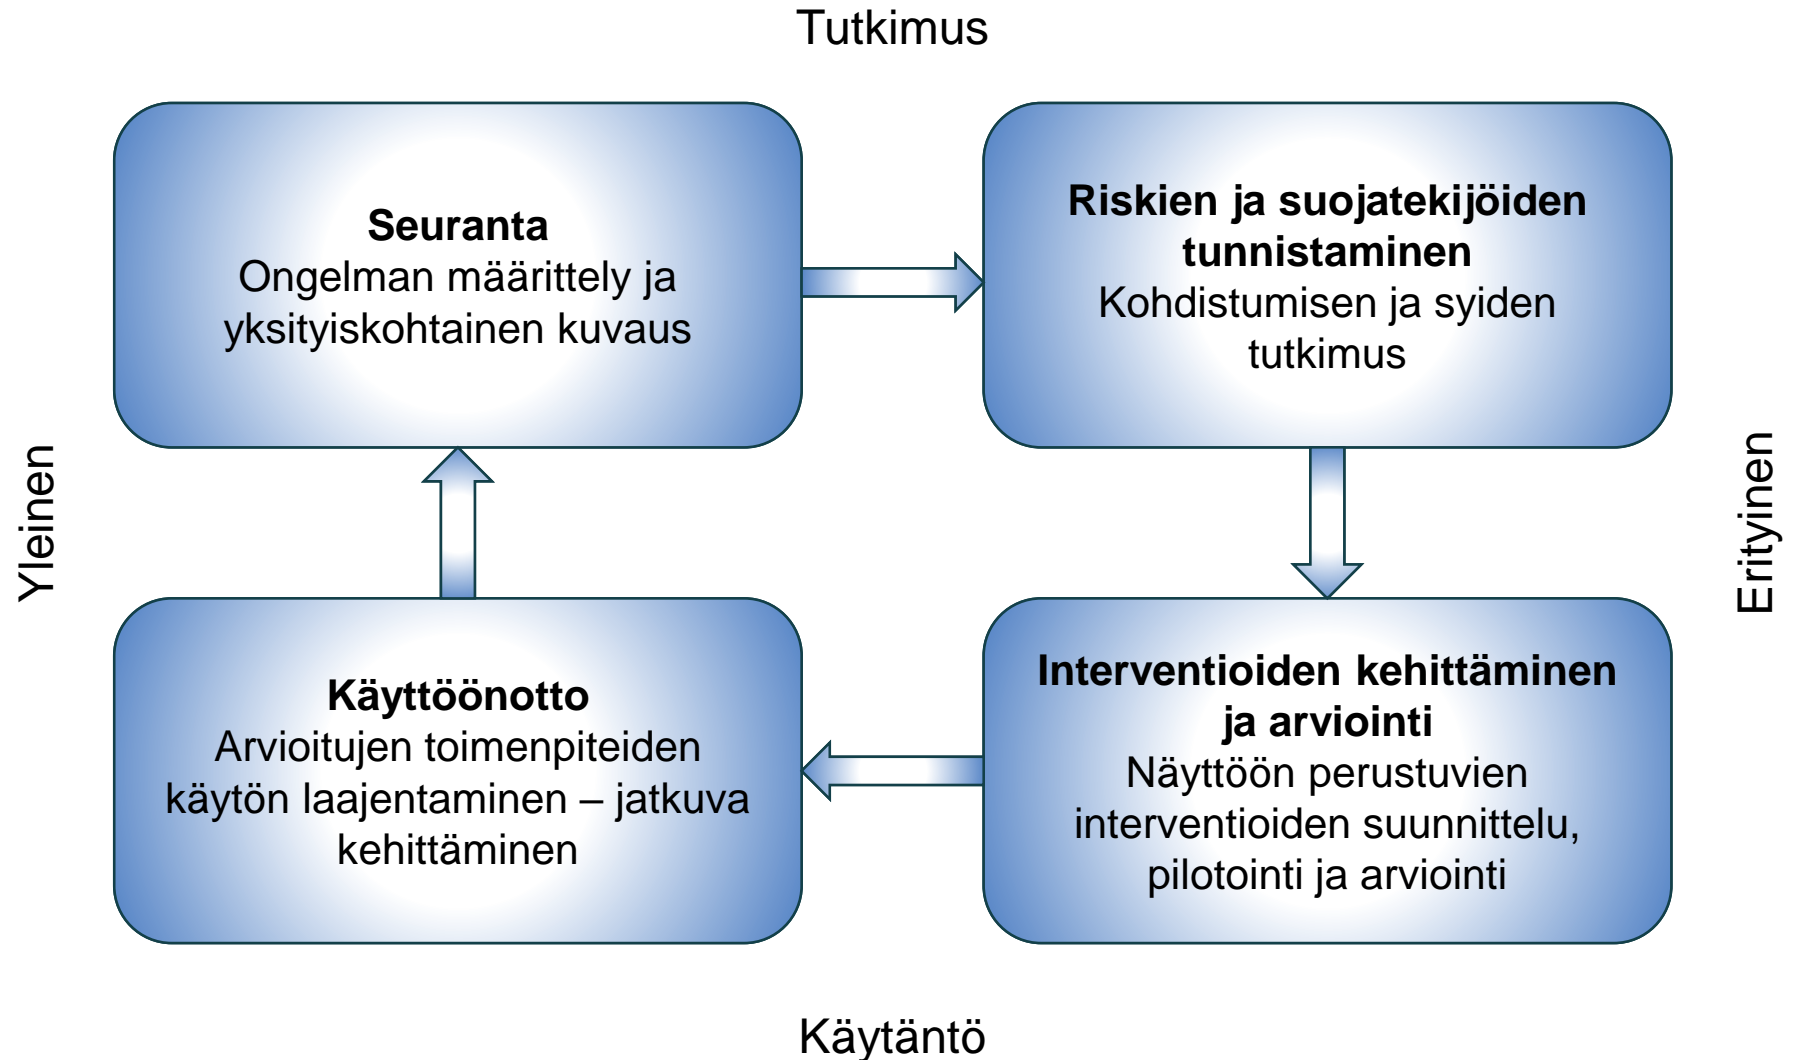 Tutkimus
Seuranta
Ongelman määrittely ja
yksityiskohtainen kuvaus
Riskien ja suojatekijöiden
tunnistaminen
Kohdistumisen ja syiden
tutkimus
Yleinen
Erityinen
Käyttöönotto
Arvioitujen toimenpiteiden
käytön laajentaminen – jatkuva
kehittäminen
Interventioiden kehittäminen
ja arviointi
Näyttöön perustuvien
interventioiden suunnittelu,
pilotointi ja arviointi
Käytäntö